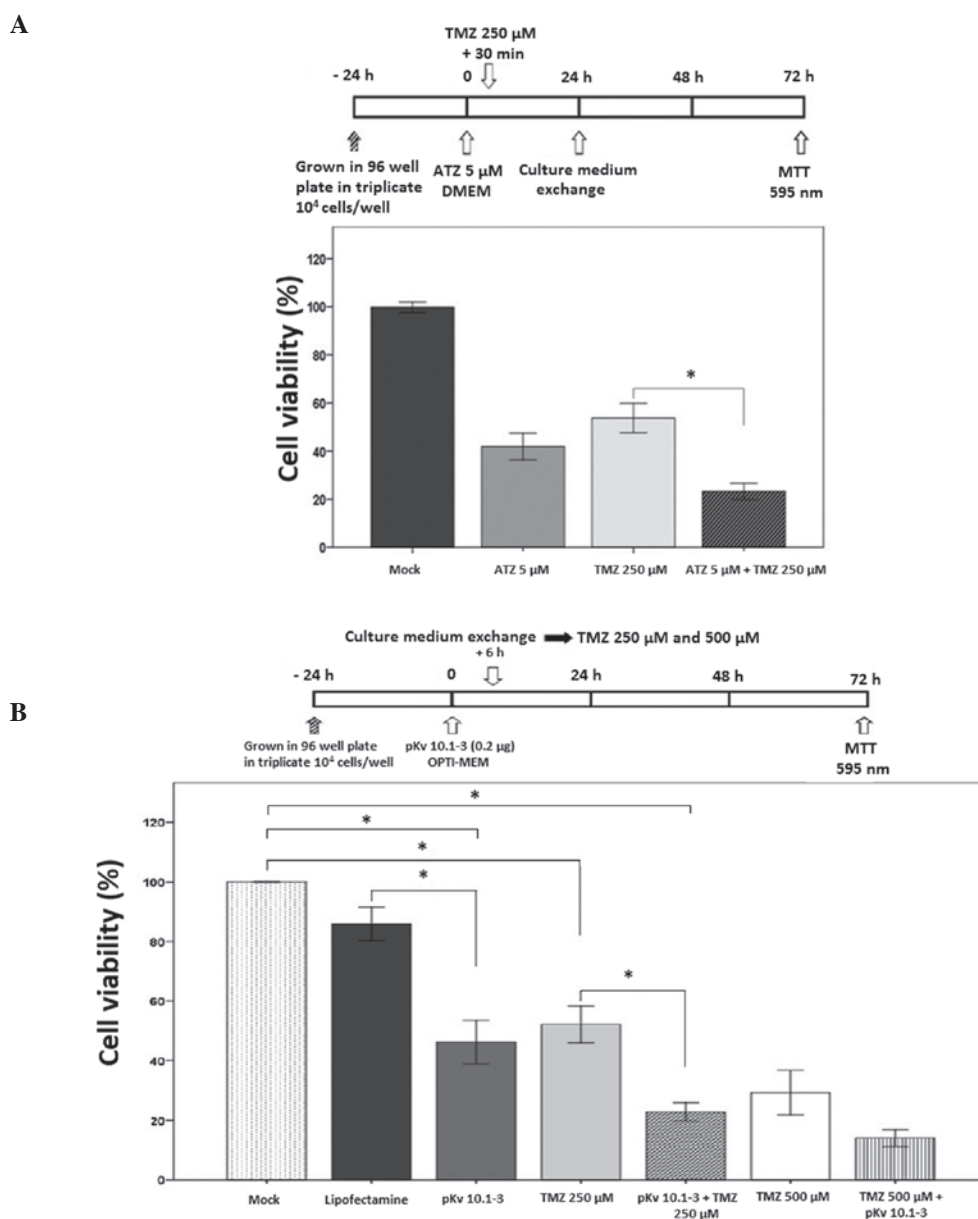 A
TMZ 250 µM
+ 30 min
- 24 h 0 24 h 48 h 72 h
Grown in 96 well
plate in triplicate
10⁴ cells/well
ATZ 5 µM
DMEM
Culture medium
exchange
MTT
595 nm
Cell viability (%)
120
100
80
60
40
20
0
*
Mock ATZ 5 µM TMZ 250 µM ATZ 5 µM + TMZ 250 µM
B
Culture medium exchange TMZ 250 µM and 500 µM
+ 6 h
- 24 h 0 24 h 48 h 72 h
Grown in 96 well plate
in triplicate 10⁴ cells/well
pKv 10.1-3 (0.2 µg)
OPTI-MEM
MTT
595 nm
Cell viability (%)
120
100
80
60
40
20
0
*
*
*
*
*
Mock Lipofectamine pKv 10.1-3 TMZ 250 µM pKv 10.1-3 + TMZ
250 µM
TMZ 500 µM TMZ 500 µM +
pKv 10.1-3